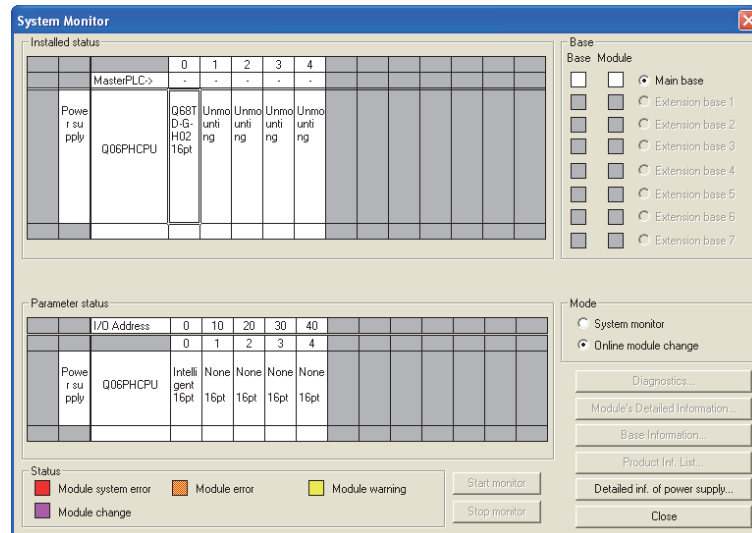 System Monitor
Installed status
0 1 2 3 4
MasterPLC-> - - - - -
Powe
r su
pply
Q06PHCPU
Q68T
D-G-
H02
16pt
Unmo
unti
ng
Unmo
unti
ng
Unmo
unti
ng
Unmo
unti
ng
Base
Base Module
Main base
Extension base 1
Extension base 2
Extension base 3
Extension base 4
Extension base 5
Extension base 6
Extension base 7
Parameter status
I/O Address 0 10 20 30 40
0 1 2 3 4
Powe
r su
pply
Q06PHCPU
Intelli
gent
16pt
None
16pt
None
16pt
None
16pt
None
16pt
Mode
System monitor
Online module change
Diagnostics...
Module's Detailed Information...
Base Information...
Product Inf. List...
Detailed inf. of power supply...
Close
Status
Module system error
Module error
Module warning
Module change
Start monitor
Stop monitor